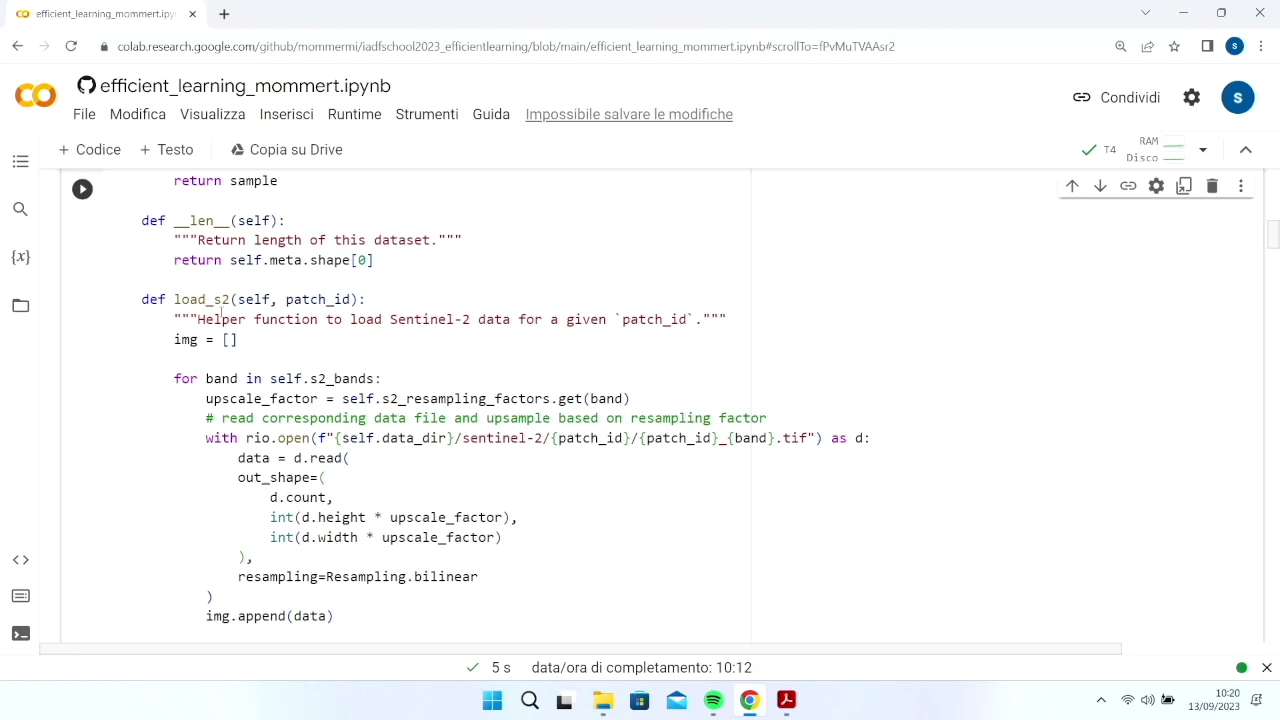 efficient_learning_mommert.ipyn
colab.research.google.com/github/mommermi/iadfschool2023_efficientlearning/blob/main/efficient_learning_mommert.ipynb#scrollTo=fPvMuTVAAsr2
S
efficient_learning_mommert.ipynb
File Modifica Visualizza Inserisci Runtime Strumenti Guida Impossibile salvare le modifiche
Condividi
S
+ Codice + Testo Copia su Drive
T4 RAM
Disco
return sample
def __len__(self):
"""Return length of this dataset."""
return self.meta.shape[0]
def load_s2(self, patch_id):
"""Helper function to load Sentinel-2 data for a given `patch_id`."""
img = []
for band in self.s2_bands:
upscale_factor = self.s2_resampling_factors.get(band)
# read corresponding data file and upsample based on resampling factor
with rio.open(f"{self.data_dir}/sentinel-2/{patch_id}/{patch_id}_{band}.tif") as d:
data = d.read(
out_shape=(
d.count,
int(d.height * upscale_factor),
int(d.width * upscale_factor)
),
resampling=Resampling.bilinear
)
img.append(data)
{x}
<>
5 s data/ora di completamento: 10:12
10:20
13/09/2023